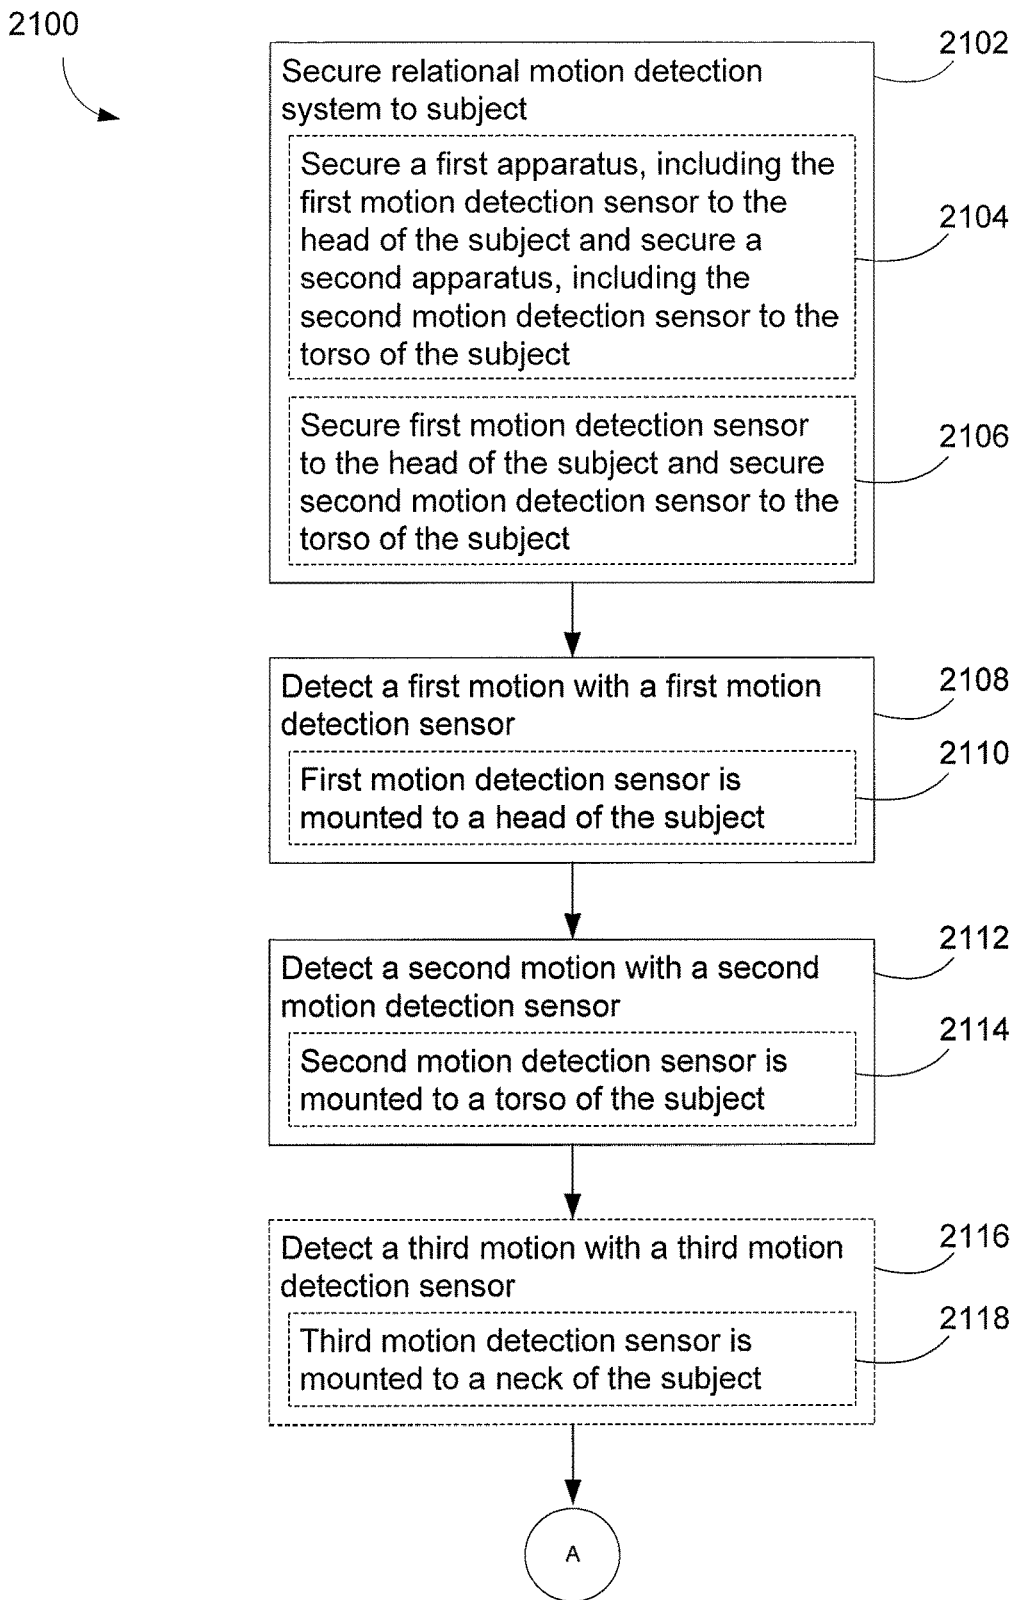 2100
2102
Secure relational motion detection
system to subject
Secure a first apparatus, including the
first motion detection sensor to the
head of the subject and secure a
second apparatus, including the
second motion detection sensor to the
torso of the subject
2104
Secure first motion detection sensor
to the head of the subject and secure
second motion detection sensor to the
torso of the subject
2106
Detect a first motion with a first motion
detection sensor
2108
First motion detection sensor is
mounted to a head of the subject
2110
Detect a second motion with a second
motion detection sensor
2112
Second motion detection sensor is
mounted to a torso of the subject
2114
Detect a third motion with a third motion
detection sensor
2116
Third motion detection sensor is
mounted to a neck of the subject
2118
A